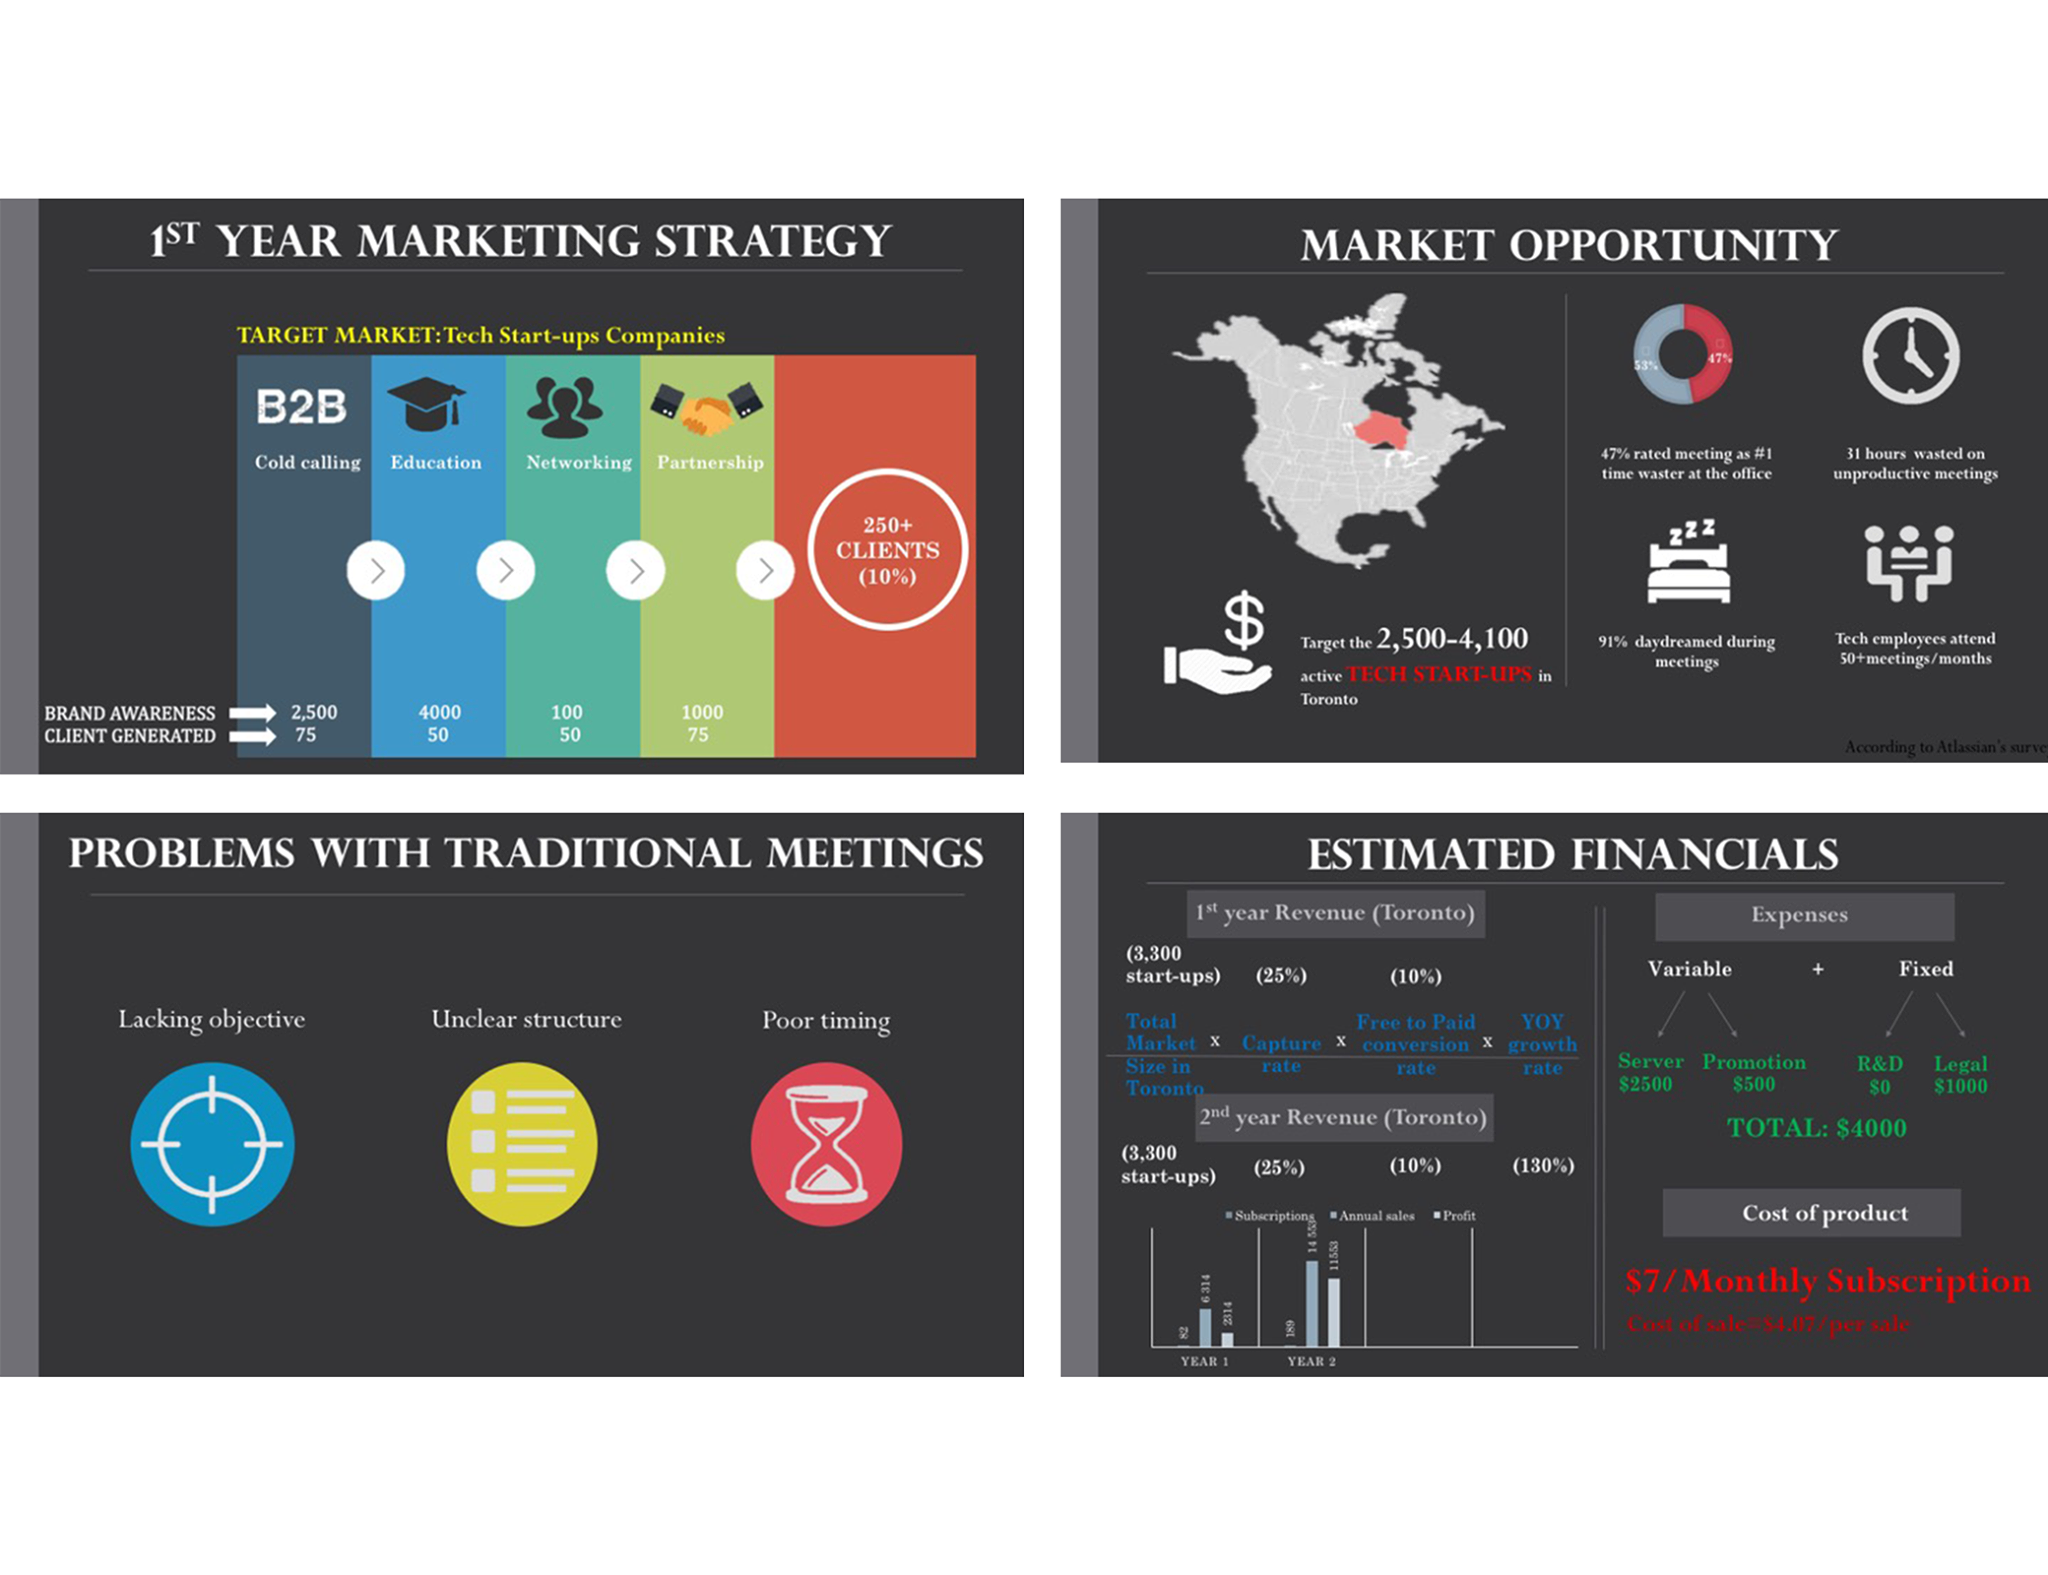 1ST YEAR MARKETING STRATEGY
TARGET MARKET: Tech Start-ups Companies
B2B
Cold calling
Education
Networking
Partnership
250+
CLIENTS
(10%)
BRAND AWARENESS 2,500 4000 100 1000
CLIENT GENERATED 75 50 50 75
MARKET OPPORTUNITY
53%
47%
47% rated meeting as #1
time waster at the office
31 hours wasted on
unproductive meetings
zzz
91% daydreamed during
meetings
Tech employees attend
50+meetings/months
$
Target the 2,500-4,100
active TECH START-UPS in
Toronto
According to Atlassian's surve
PROBLEMS WITH TRADITIONAL MEETINGS
Lacking objective
Unclear structure
Poor timing
ESTIMATED FINANCIALS
1st year Revenue (Toronto)
(3,300
start-ups) (25%) (10%)
Total
Market
Size in
Toronto
x
Capture
rate
x
Free to Paid
conversion
rate
x
YOY
growth
rate
2nd year Revenue (Toronto)
(3,300
start-ups) (25%) (10%) (130%)
Subscriptions Annual sales Profit
82
6 314
2314
189
14 553
11553
YEAR 1
YEAR 2
Expenses
Variable + Fixed
Server
$2500
Promotion
$500
R&D
$0
Legal
$1000
TOTAL: $4000
Cost of product
$7/Monthly Subscription
Cost of sale=$4.07/per sale